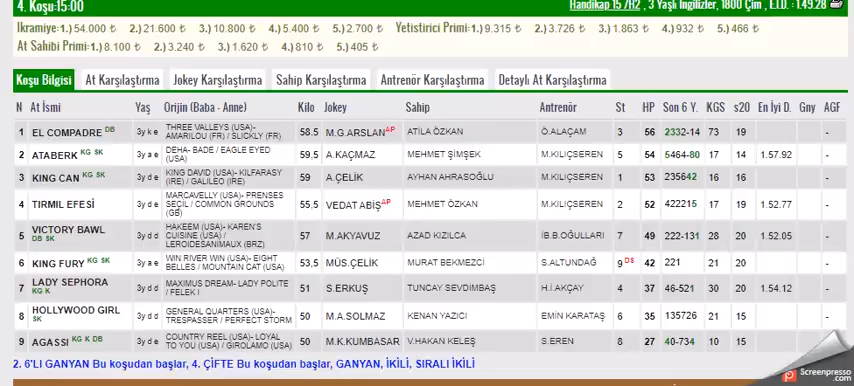 4. Koşu:15:00
Handikap 15 /H2 , 3 Yaşlı İngilizler, 1800 Çim , E.İ.D. : 1.49.28
İkramiye:1.) 54.000 ₺ 2.) 21.600 ₺ 3.) 10.800 ₺ 4.) 5.400 ₺ 5.) 2.700 ₺ Yetistirici Primi:1.) 9.315 ₺ 2.) 3.726 ₺ 3.) 1.863 ₺ 4.) 932 ₺ 5.) 466 ₺
At Sahibi Primi:1.) 8.100 ₺ 2.) 3.240 ₺ 3.) 1.620 ₺ 4.) 810 ₺ 5.) 405 ₺
Koşu Bilgisi At Karşılaştırma Jokey Karşılaştırma Sahip Karşılaştırma Antrenör Karşılaştırma Detaylı At Karşılaştırma
N At İsmi Yaş Orijin (Baba - Anne) Kilo Jokey Sahip Antrenör St HP Son 6 Y. KGS s20 En İyi D. Gny AGF
1 EL COMPADRE DB 3y k e THREE VALLEYS (USA)- AMARILOU (FR) / SLICKLY (FR) 58.5 M.G.ARSLAN AP ATİLA ÖZKAN Ö.ALAÇAM 3 56 2332-14 73 19 -
2 ATABERK KG SK 3y a e DEHA- BADE / EAGLE EYED (USA) 59,5 A.KAÇMAZ MEHMET ŞİMŞEK M.KILIÇSEREN 5 54 5464-80 17 14 1.57.92 -
3 KING CAN KG SK 3y d e KING DAVID (USA)- KILFARASY (IRE) / GALILEO (IRE) 59 A.ÇELİK AYHAN AHRASOĞLU M.KILIÇSEREN 1 53 235642 16 16 -
4 TIRMIL EFESİ 3y d d MARCAVELLY (USA)- PRENSES SEÇİL / COMMON GROUNDS (GB) 55,5 VEDAT ABİŞ AP MEHMET ÖZKAN M.KILIÇSEREN 2 52 422215 17 19 1.52.77 -
5 VICTORY BAWL DB SK 3y d d HAKEEM (USA)- KAREN'S CUISINE (USA) / LEROIDESANIMAUX (BRZ) 57 M.AKYAVUZ AZAD KIZILCA İB.B.OĞULLARI 7 49 222-131 28 20 1.52.05 -
6 KING FURY KG SK 3y a e WIN RIVER WIN (USA)- EIGHT BELLES / MOUNTAIN CAT (USA) 53,5 MÜS.ÇELİK MURAT BEKMEZCİ S.ALTUNDAĞ 9 DS 42 221 21 20 -
7 LADY SEPHORA KG K 3y d d MAXIMUS DREAM- LADY POLITE / FELEK I 51 S.ERKUŞ TUNCAY SEVDİMBAŞ H.İ.AKÇAY 4 37 46-521 30 20 1.54.12 -
8 HOLLYWOOD GIRL SK 3y d d GENERAL QUARTERS (USA)- TRESPASSER / PERFECT STORM 50 M.A.SOLMAZ KENAN YAZICI EMİN KARATAŞ 6 35 135726 21 15 -
9 AGASSI KG K DB 3y d e COUNTRY REEL (USA)- LOYAL TO YOU (USA) / GIROLAMO (USA) 50 M.K.KUMBASAR V.HAKAN KELEŞ S.EREN 8 27 40-734 10 15 -
2. 6'LI GANYAN Bu koşudan başlar, 4. ÇİFTE Bu koşudan başlar, GANYAN, İKİLİ, SIRALI İKİLİ
Screenpresso.com